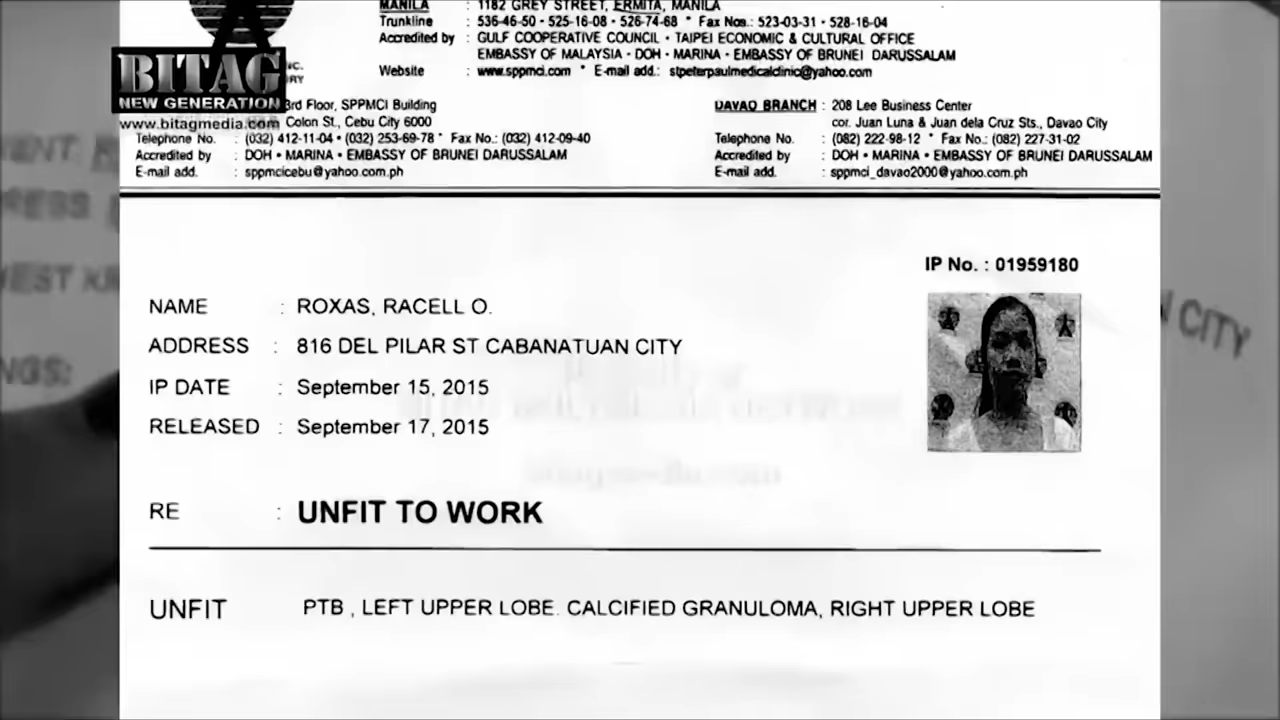 MANILA : 1182 GREY STREET, ERMITA, MANILA
Trunkline : 536-46-50 • 525-16-08 • 526-74-68 * Fax Nos.: 523-03-31 • 528-16-04
Accredited by : GULF COOPERATIVE COUNCIL • TAIPEI ECONOMIC & CULTURAL OFFICE
EMBASSY OF MALAYSIA • DOH • MARINA • EMBASSY OF BRUNEI DARUSSALAM
Website : www.sppmci.com * E-mail add.: stpeterpaulmedicalclinic@yahoo.com
BITAG
NEW GENERATION
www.bitagmedia.com
NC.
RY
3rd Floor, SPPMCI Building
Colon St., Cebu City 6000
Telephone No. : (032) 412-11-04 • (032) 253-69-78 * Fax No.: (032) 412-09-40
Accredited by : DOH • MARINA • EMBASSY OF BRUNEI DARUSSALAM
E-mail add. : sppmcicebu@yahoo.com.ph
DAVAO BRANCH : 208 Lee Business Center
cor. Juan Luna & Juan dela Cruz Sts., Davao City
Telephone No. : (082) 222-98-12 * Fax No.: (082) 227-31-02
Accredited by : DOH • MARINA • EMBASSY OF BRUNEI DARUSSALAM
E-mail add. : sppmci_davao2000@yahoo.com.ph
IP No. : 01959180
NAME : ROXAS, RACELL O.
ADDRESS : 816 DEL PILAR ST CABANATUAN CITY
IP DATE : September 15, 2015
RELEASED : September 17, 2015
RE : UNFIT TO WORK
UNFIT PTB , LEFT UPPER LOBE. CALCIFIED GRANULOMA, RIGHT UPPER LOBE
CITY